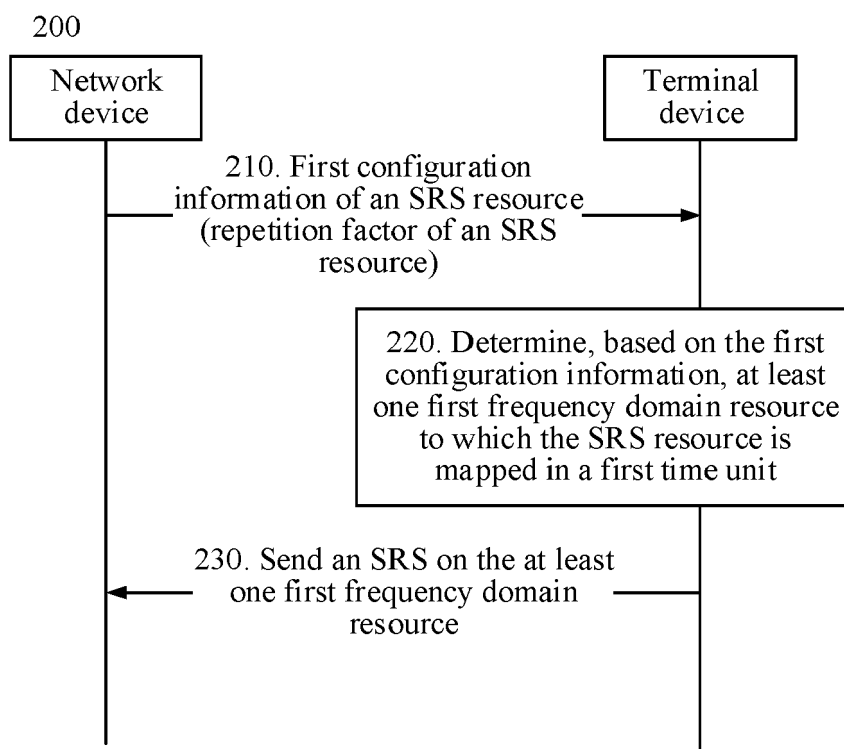 200
Network
device
Terminal
device
210. First configuration
information of an SRS resource
(repetition factor of an SRS
resource)
220. Determine, based on the first
configuration information, at least
one first frequency domain resource
to which the SRS resource is
mapped in a first time unit
230. Send an SRS on the at least
one first frequency domain
resource